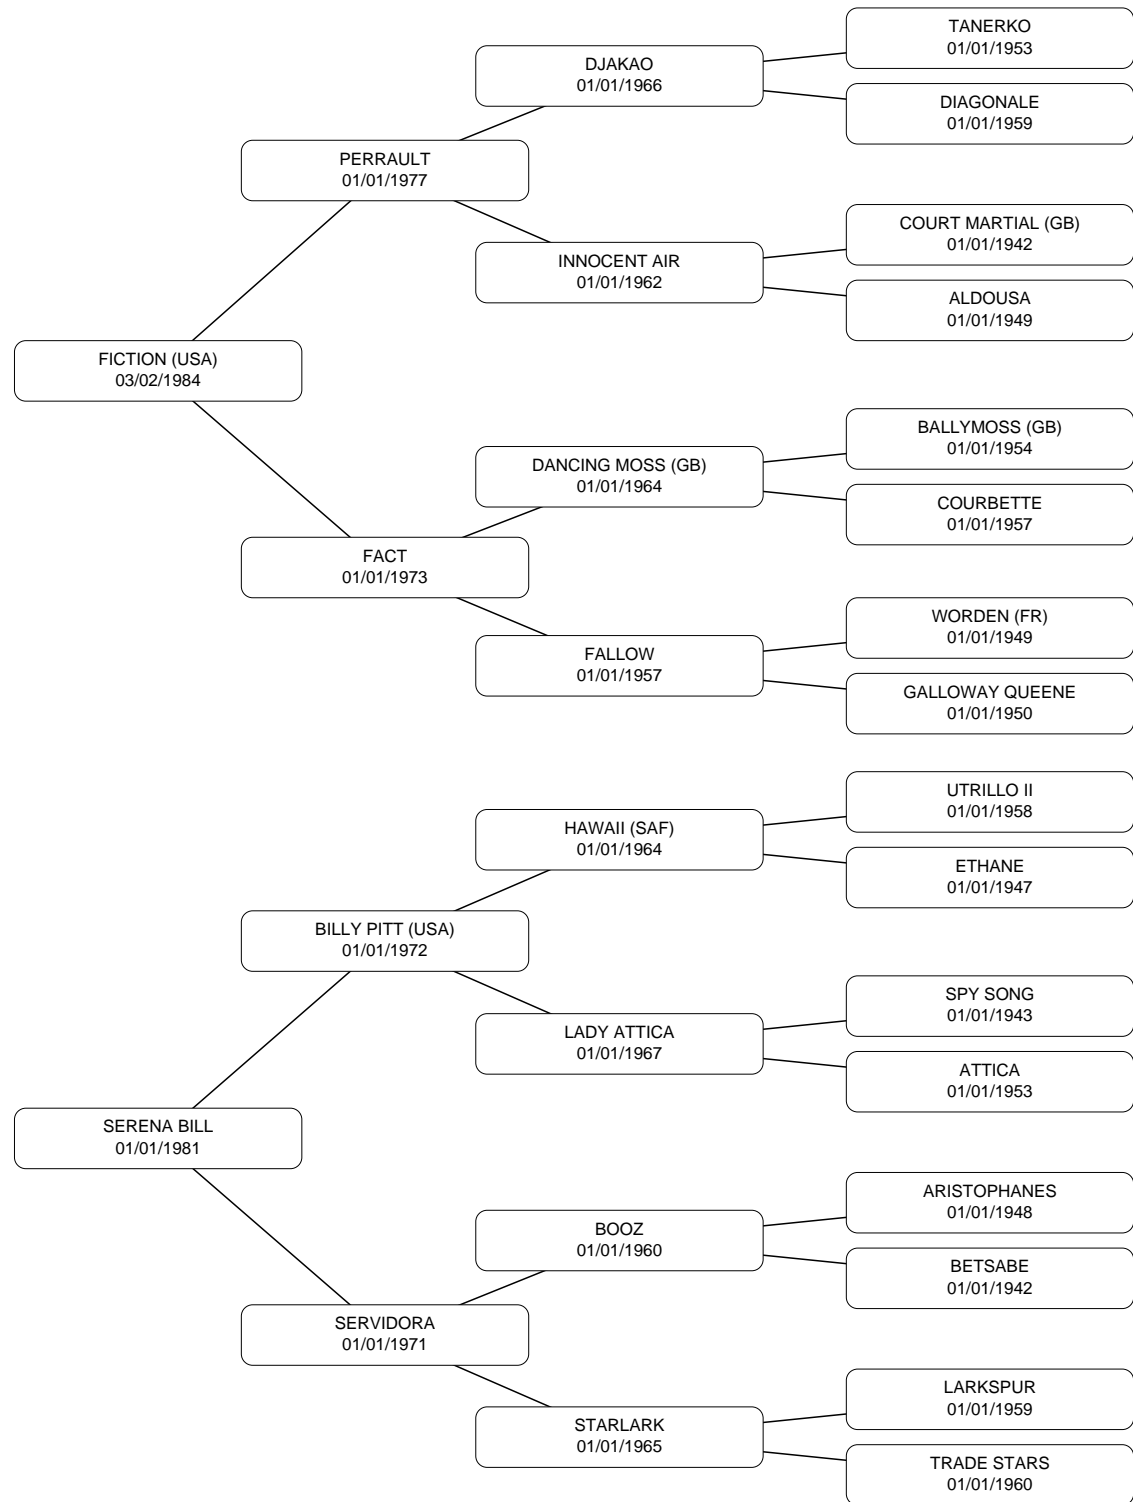 TANERKO
01/01/1953
DJAKAO
01/01/1966
DIAGONALE
01/01/1959
PERRAULT
01/01/1977
COURT MARTIAL (GB)
01/01/1942
INNOCENT AIR
01/01/1962
ALDOUSA
01/01/1949
FICTION (USA)
03/02/1984
BALLYMOSS (GB)
01/01/1954
DANCING MOSS (GB)
01/01/1964
COURBETTE
01/01/1957
FACT
01/01/1973
WORDEN (FR)
01/01/1949
FALLOW
01/01/1957
GALLOWAY QUEENE
01/01/1950
UTRILLO II
01/01/1958
HAWAII (SAF)
01/01/1964
ETHANE
01/01/1947
BILLY PITT (USA)
01/01/1972
SPY SONG
01/01/1943
LADY ATTICA
01/01/1967
ATTICA
01/01/1953
SERENA BILL
01/01/1981
ARISTOPHANES
01/01/1948
BOOZ
01/01/1960
BETSABE
01/01/1942
SERVIDORA
01/01/1971
LARKSPUR
01/01/1959
STARLARK
01/01/1965
TRADE STARS
01/01/1960